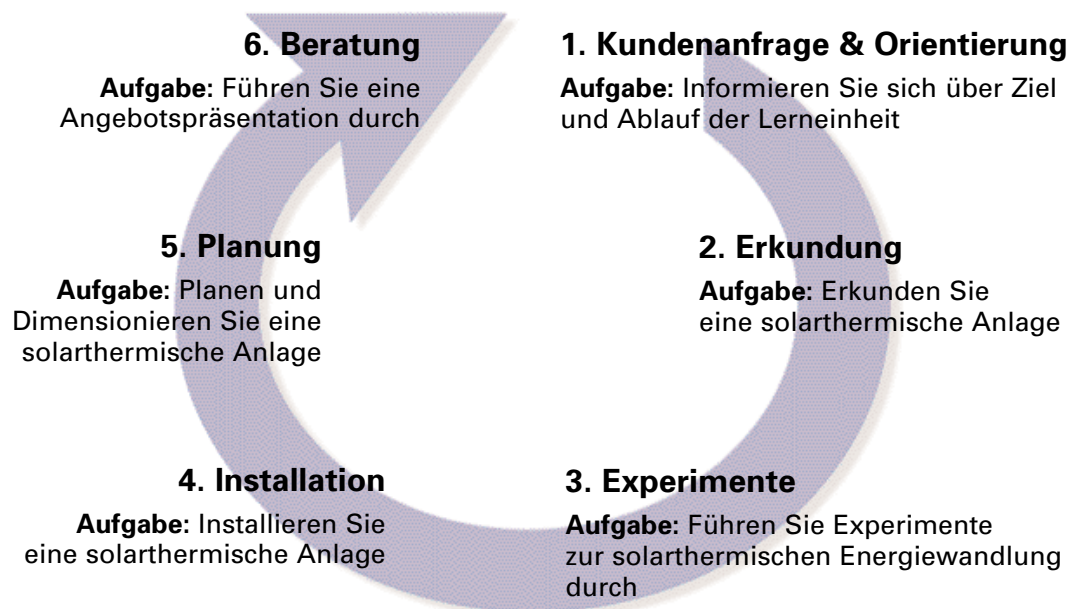 1. Kundenanfrage & Orientierung
Aufgabe: Informieren Sie sich über Ziel
und Ablauf der Lerneinheit
2. Erkundung
Aufgabe: Erkunden Sie
eine solarthermische Anlage
3. Experimente
Aufgabe: Führen Sie Experimente
zur solarthermischen Energiewandlung
durch
4. Installation
Aufgabe: Installieren Sie
eine solarthermische Anlage
5. Planung
Aufgabe: Planen und
Dimensionieren Sie eine
solarthermische Anlage
6. Beratung
Aufgabe: Führen Sie eine
Angebotspräsentation durch